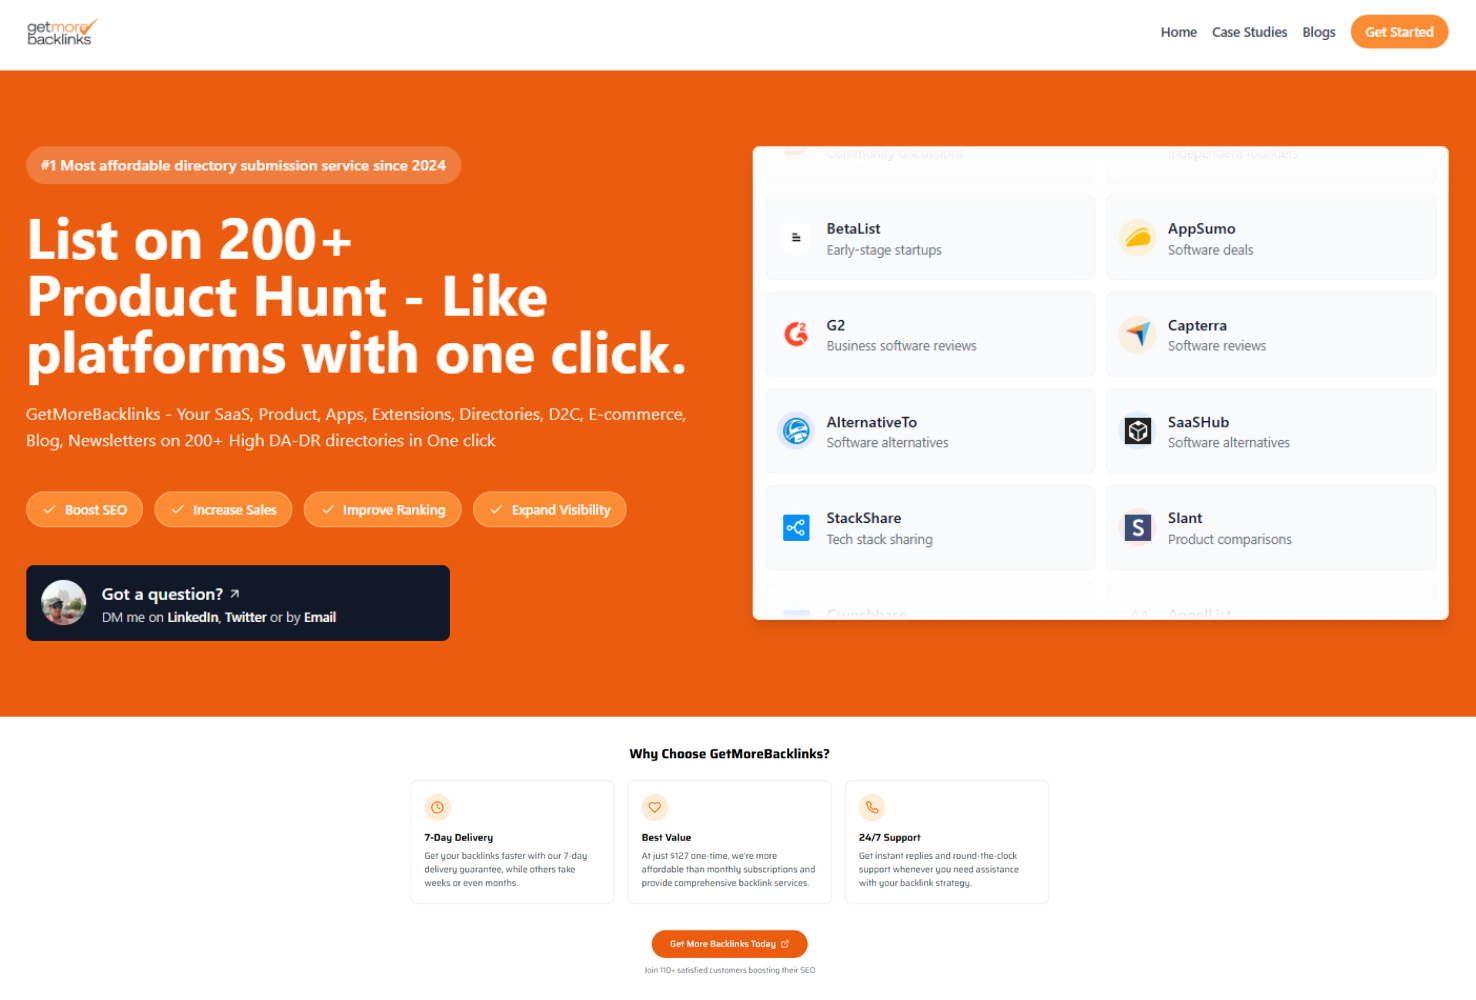 getmore
backlinks
Home
Case Studies
Blogs
Get Started
#1 Most affordable directory submission service since 2024
List on 200+
Product Hunt - Like
platforms with one click.
GetMoreBacklinks - Your SaaS, Product, Apps, Extensions, Directories, D2C, E-commerce,
Blog, Newsletters on 200+ High DA-DR directories in One click
Boost SEO
Increase Sales
Improve Ranking
Expand Visibility
Got a question?
DM me on LinkedIn, Twitter or by Email
Community discussions
Independent founders
BetaList
Early-stage startups
AppSumo
Software deals
G2
Business software reviews
Capterra
Software reviews
AlternativeTo
Software alternatives
SaaSHub
Software alternatives
StackShare
Tech stack sharing
S
Slant
Product comparisons
Crunchbase
AngelList
Why Choose GetMoreBacklinks?
7-Day Delivery
Get your backlinks faster with our 7-day
delivery guarantee, while others take
weeks or even months.
Best Value
At just $127 one-time, we're more
affordable than monthly subscriptions and
provide comprehensive backlink services.
24/7 Support
Get instant replies and round-the-clock
support whenever you need assistance
with your backlink strategy.
Get More Backlinks Today
Join 110+ satisfied customers boosting their SEO